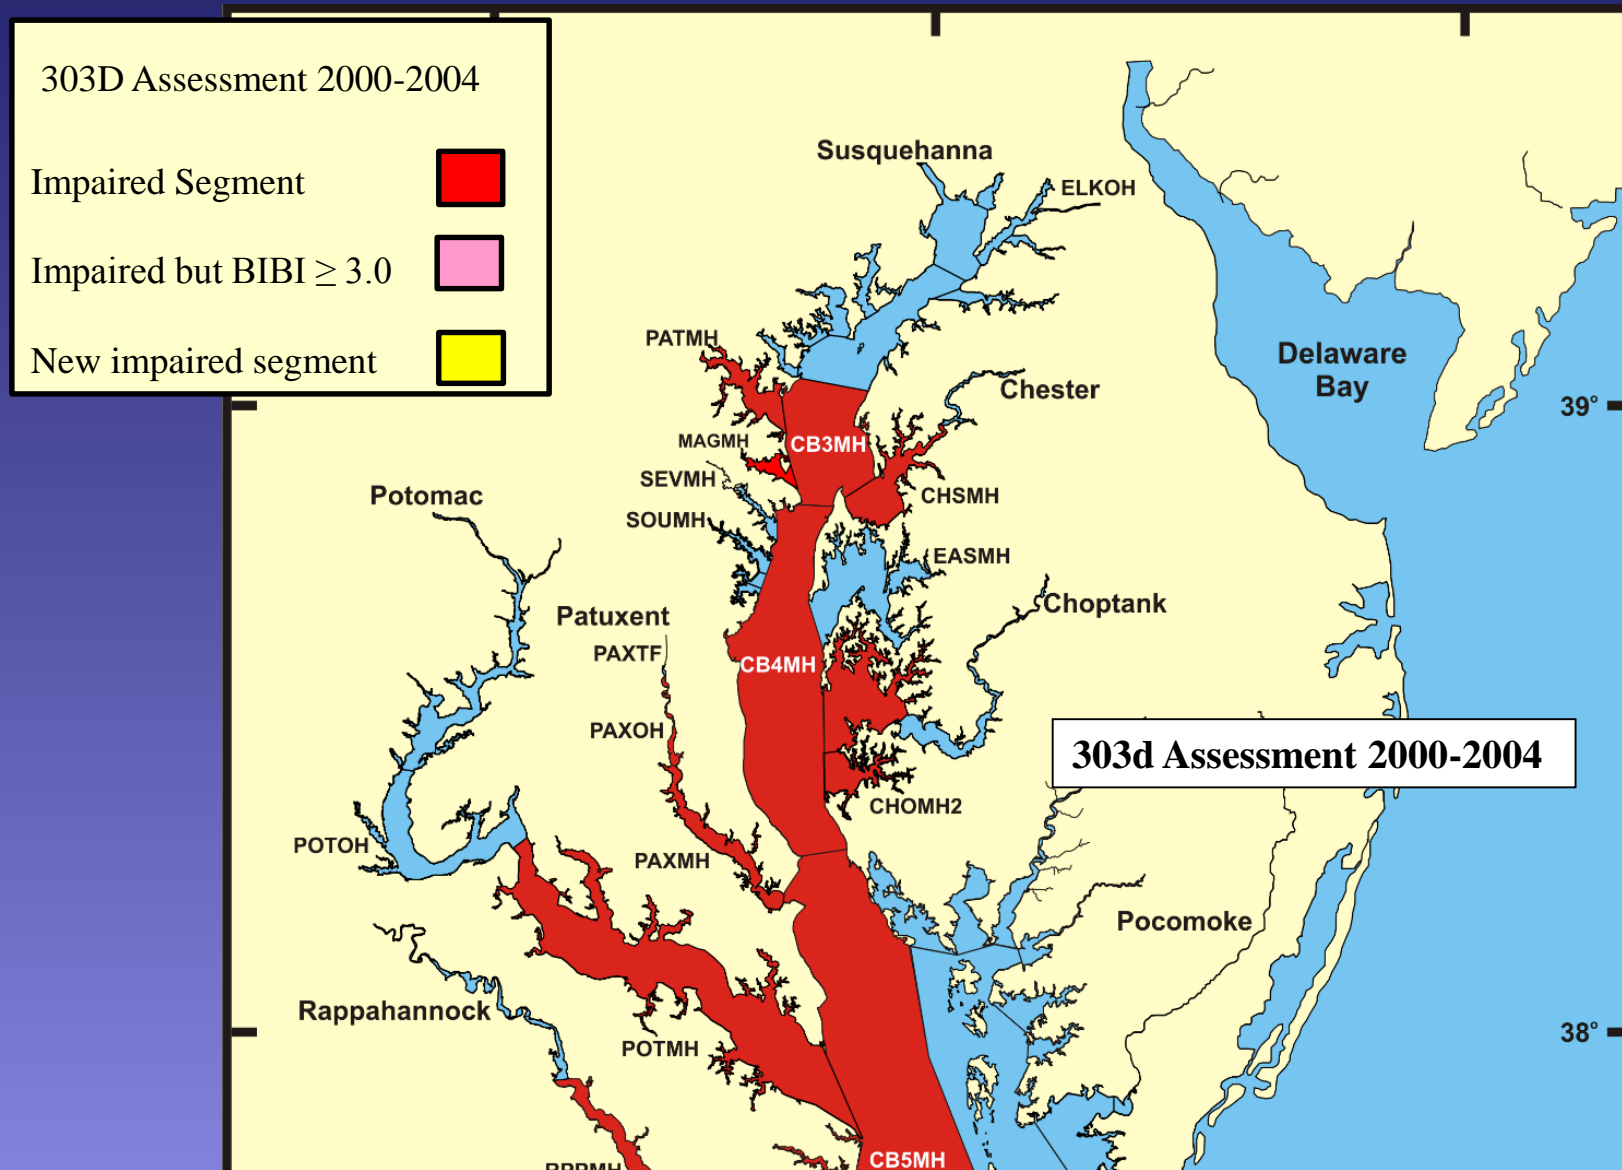 303D Assessment 2000-2004
Impaired Segment
Impaired but BIBI ≥ 3.0
New impaired segment
Susquehanna
ELKOH
PATMH
Delaware
Bay
Chester
39°
MAGMH
CB3MH
SEVMH
Potomac
CHSMH
SOUMH
EASMH
Choptank
Patuxent
PAXTF
CB4MH
PAXOH
303d Assessment 2000-2004
CHOMH2
POTOH
PAXMH
Pocomoke
Rappahannock
38°
POTMH
CB5MH
RPPMH